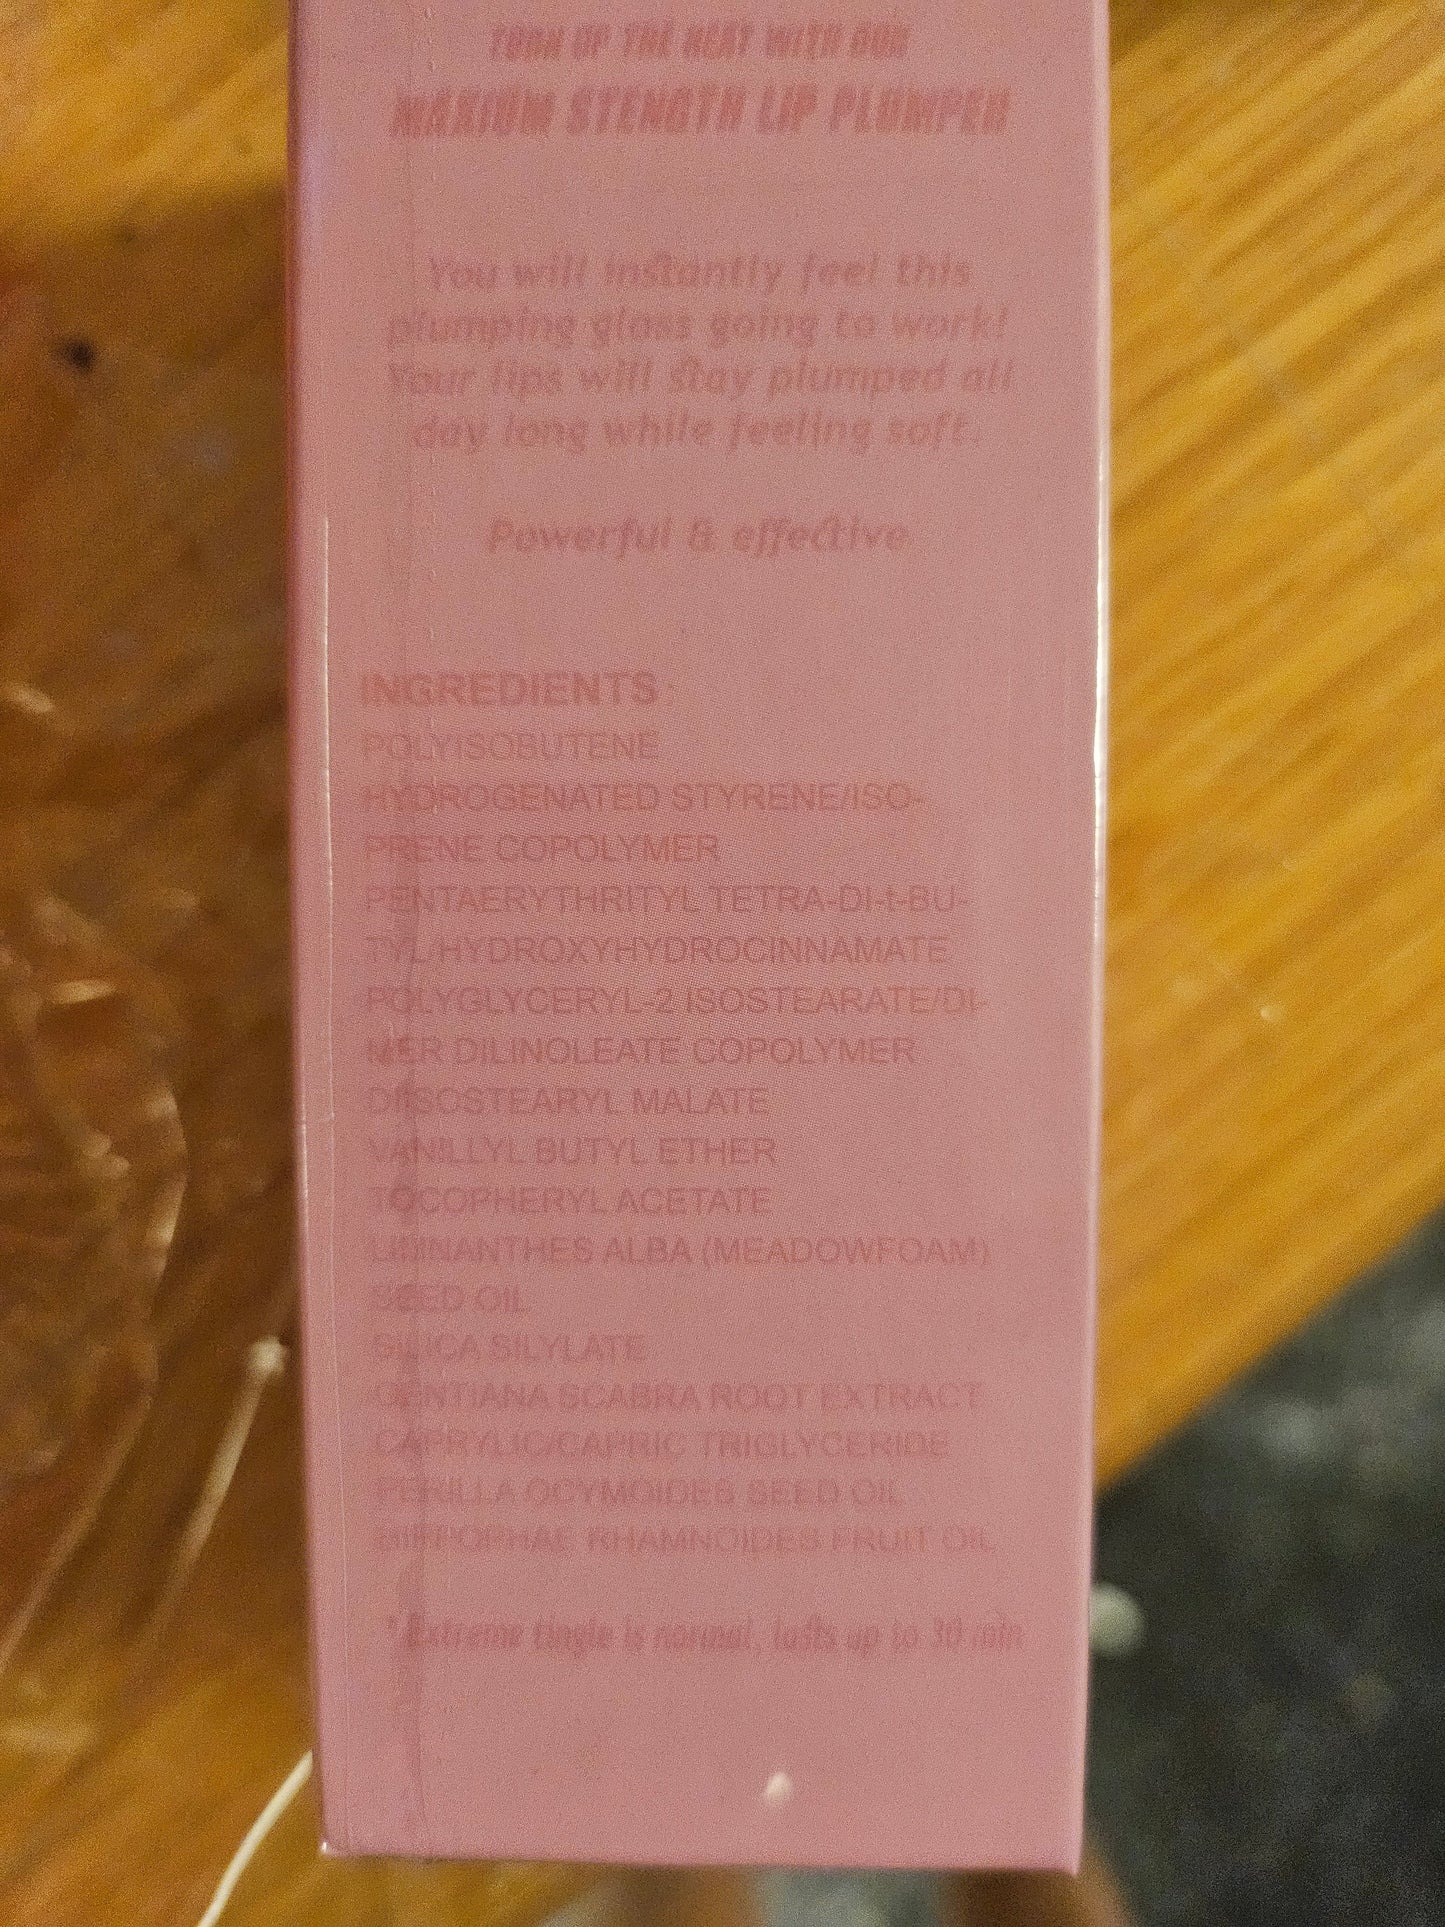 TURN UP THE HEAT WITH OUR
MAXIUM STENGTH LIP PLUMPER
You will instantly feel this
plumping gloss going to work!
Your lips will stay plumped all
day long while feeling soft.
Powerful & effective
INGREDIENTS
POLYISOBUTENE
HYDROGENATED STYRENE/ISO-
PRENE COPOLYMER
PENTAERYTHRITYL TETRA-DI-t-BU-
TYL HYDROXYHYDROCINNAMATE
POLYGLYCERYL-2 ISOSTEARATE/DI-
MER DILINOLEATE COPOLYMER
DIISOSTEARYL MALATE
VANILLYL BUTYL ETHER
TOCOPHERYL ACETATE
LIMNANTHES ALBA (MEADOWFOAM)
SEED OIL
SILICA SILYLATE
GENTIANA SCABRA ROOT EXTRACT
CAPRYLIC/CAPRIC TRIGLYCERIDE
PERILLA OCYMOIDES SEED OIL
HIPPOPHAE RHAMNOIDES FRUIT OIL
* Extreme tingle is normal, lasts up to 30 min